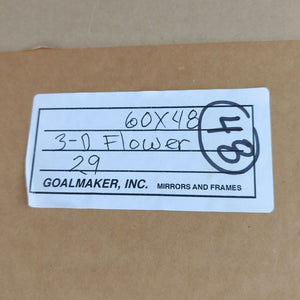 60X48
3-D Flower
29
48
GOALMAKER, INC. MIRRORS AND FRAMES